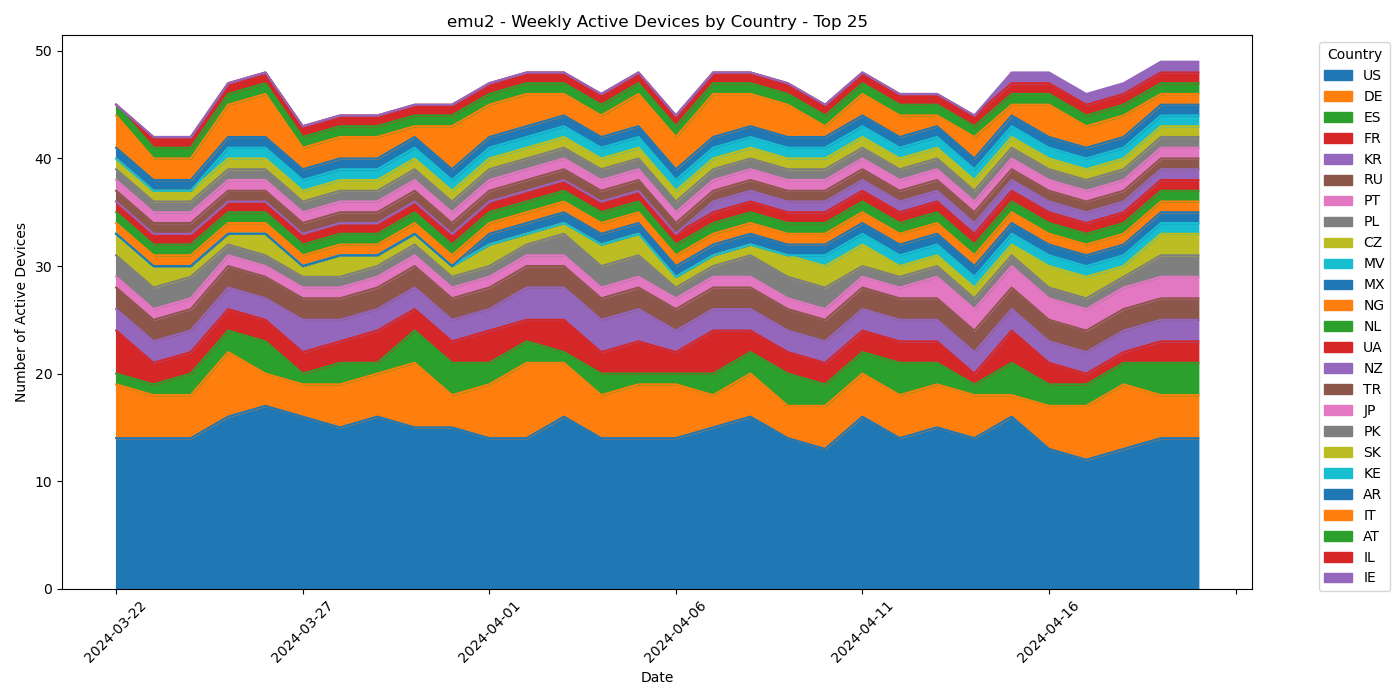 emu2 - Weekly Active Devices by Country - Top 25
Number of Active Devices
50
40
30
20
10
0
2024-03-22
2024-03-27
2024-04-01
2024-04-06
2024-04-11
2024-04-16
Date
Country
US
DE
ES
FR
KR
RU
PT
PL
CZ
MV
MX
NG
NL
UA
NZ
TR
JP
PK
SK
KE
AR
IT
AT
IL
IE